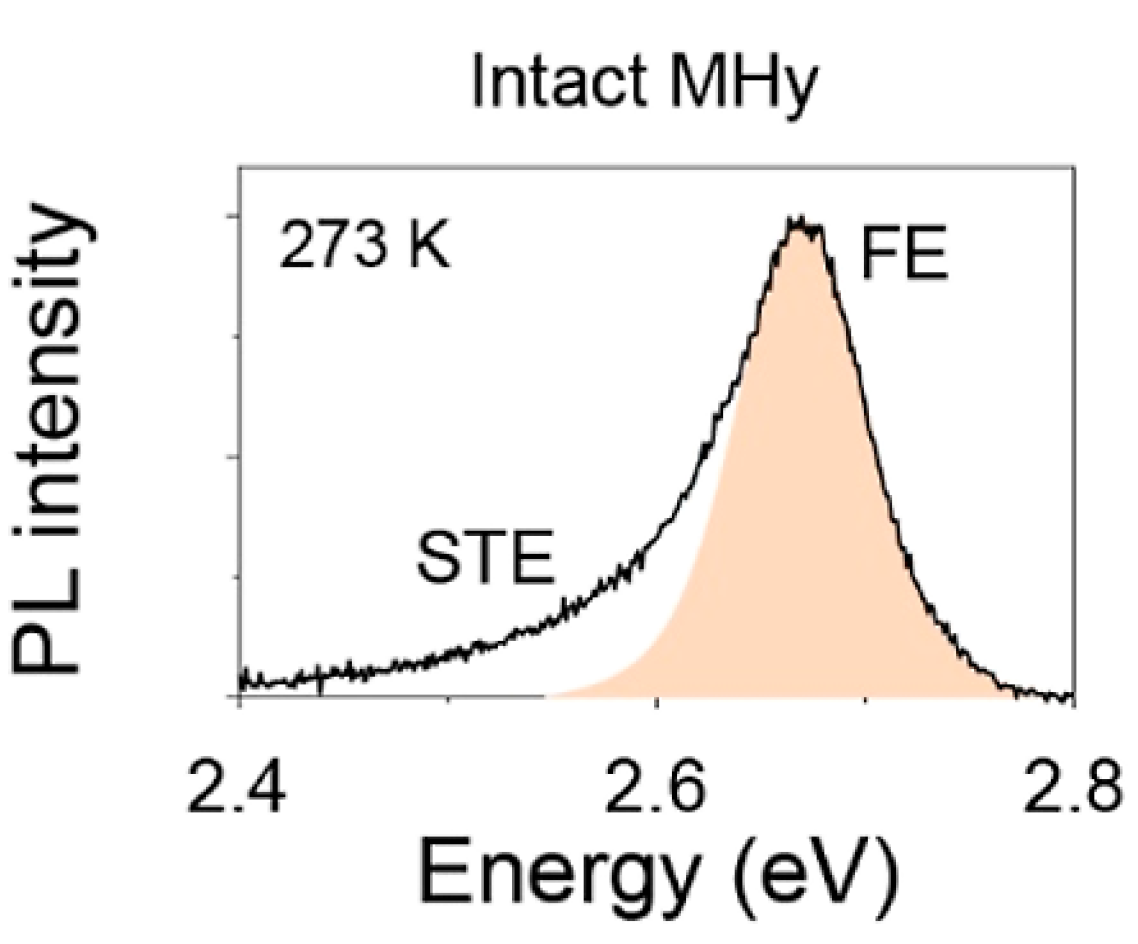 Intact MHy
273 K
FE
STE
PL intensity
2.4
2.6
2.8
Energy (eV)